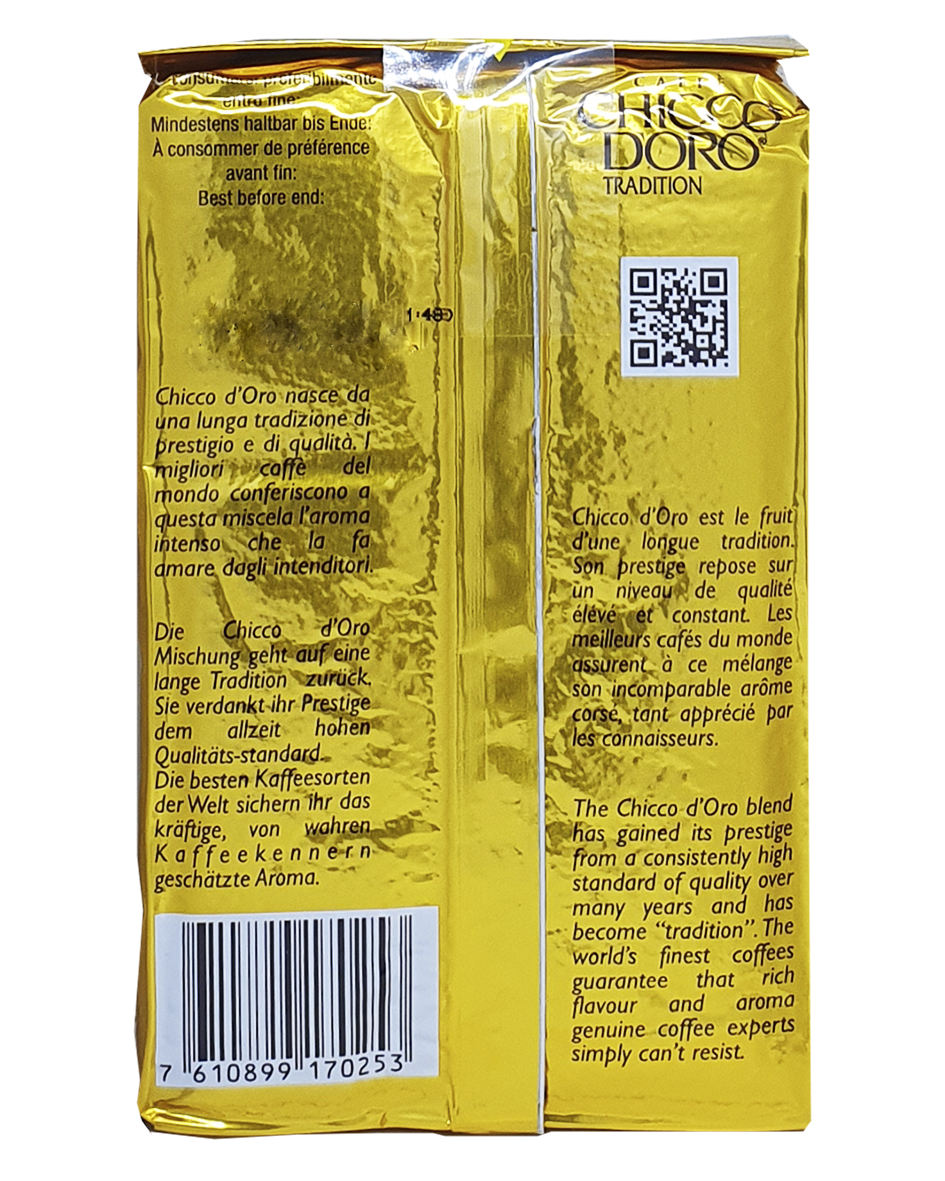 consumarsi preferibilmente
entro fine:
Mindestens haltbar bis Ende:
À consommer de préférence
avant fin:
Best before end:
Chicco d'Oro nasce da
una lunga tradizione di
prestigio e di qualità. I
migliori caffè del
mondo conferiscono a
questa miscela l'aroma
intenso che la fa
amare dagli intenditori.
Die Chicco d'Oro
Mischung geht auf eine
lange Tradition zurück.
Sie verdankt ihr Prestige
dem allzeit hohen
Qualitäts-standard.
Die besten Kaffeesorten
der Welt sichern ihr das
kräftige, von wahren
Kaffeekennern
geschätzte Aroma.
7 610899 170253
CAFFÈ
CHICCO
D'ORO®
TRADITION
Chicco d'Oro est le fruit
d'une longue tradition.
Son prestige repose sur
un niveau de qualité
élévé et constant. Les
meilleurs cafés du monde
assurent à ce mélange
son incomparable arôme
corsé, tant apprécié par
les connaisseurs.
The Chicco d'Oro blend
has gained its prestige
from a consistently high
standard of quality over
many years and has
become “tradition”. The
world's finest coffees
guarantee that rich
flavour and aroma
genuine coffee experts
simply can't resist.